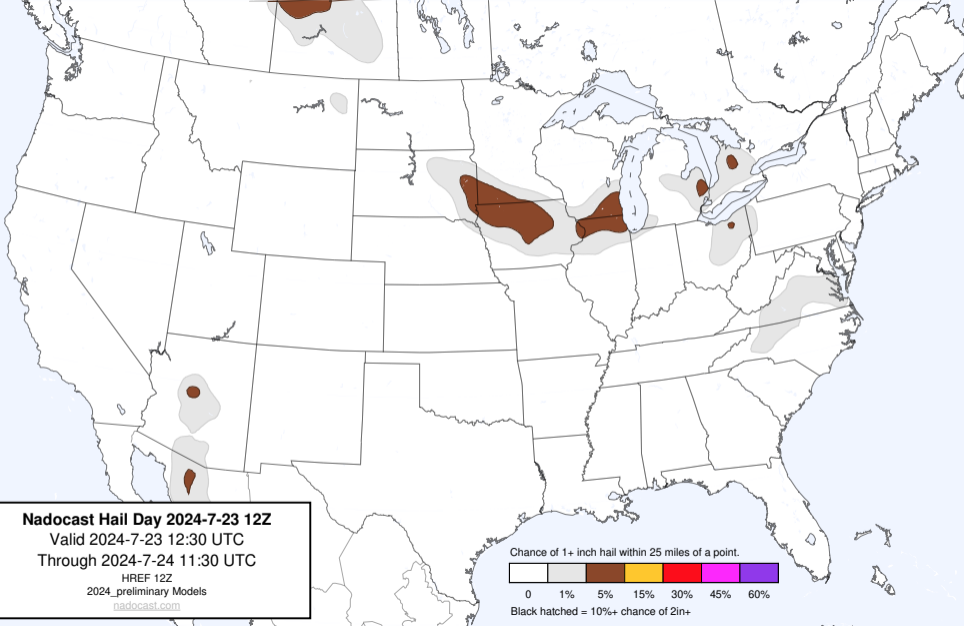 Nadocast Hail Day 2024-7-23 12Z
Valid 2024-7-23 12:30 UTC
Through 2024-7-24 11:30 UTC
HREF 12Z
2024_preliminary Models
nadocast.com
Chance of 1+ inch hail within 25 miles of a point.
0 1% 5% 15% 30% 45% 60%
Black hatched = 10%+ chance of 2in+